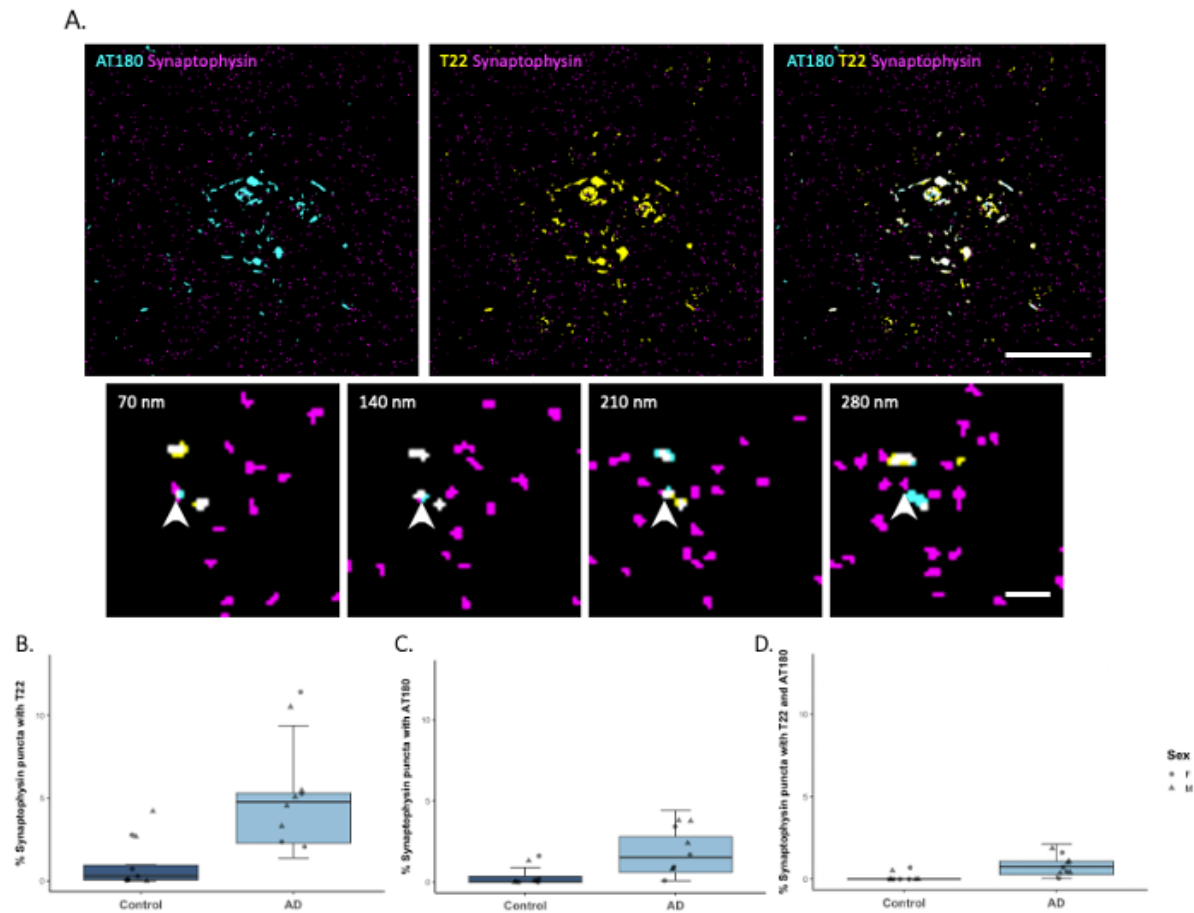 A.
AT180 Synaptophysin
T22 Synaptophysin
AT180 T22 Synaptophysin
70 nm
140 nm
210 nm
280 nm
B.
% Synaptophysin puncta with T22
10
5
0
Control
AD
C.
% Synaptophysin puncta with AT180
10
5
0
Control
AD
D.
% Synaptophysin puncta with T22 and AT180
10
5
0
Control
AD
Sex
F
M